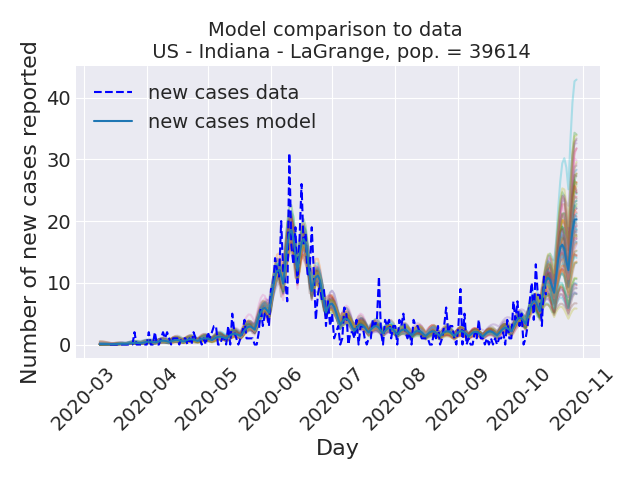 Model comparison to data
US - Indiana - LaGrange, pop. = 39614
Number of new cases reported
40
30
20
10
0
new cases data
new cases model
2020-03
2020-04
2020-05
2020-06
2020-07
2020-08
2020-09
2020-10
2020-11
Day